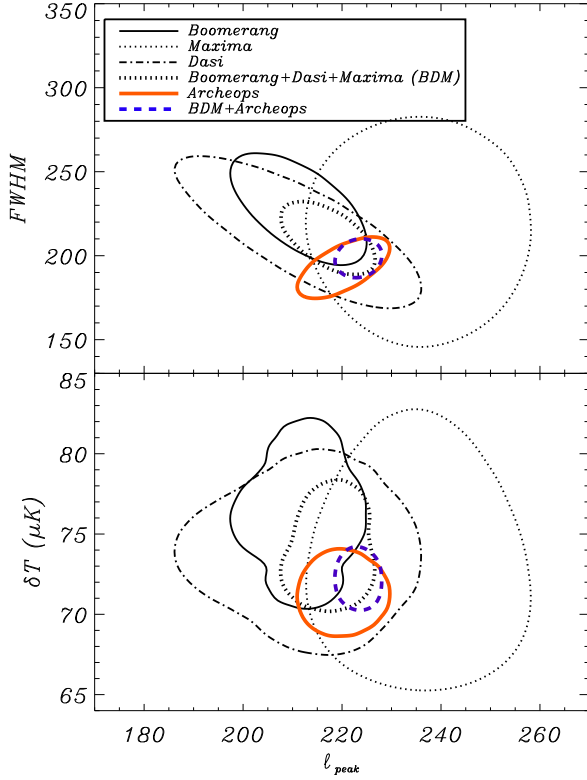 350
Boomerang
Maxima
Dasi
Boomerang+Dasi+Maxima (BDM)
Archeops
BDM+Archeops
300
250
200
150
FWHM
85
80
75
70
65
δT (μK)
180 200 220 240 260
ℓpeak